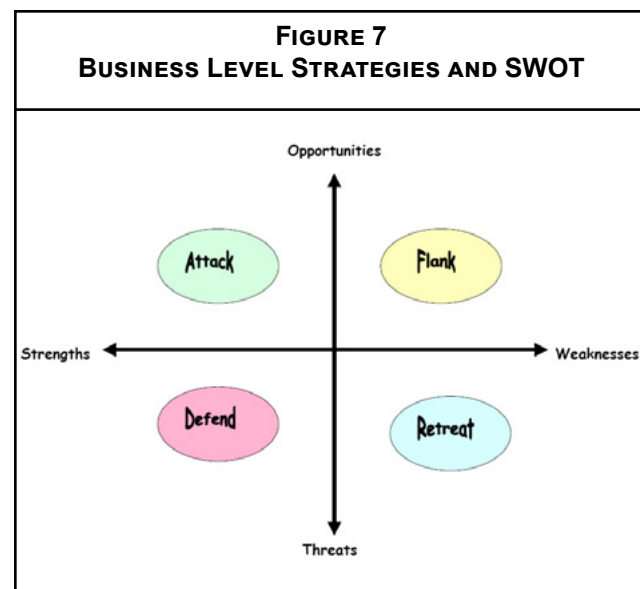 FIGURE 7
BUSINESS LEVEL STRATEGIES AND SWOT
Opportunities
Attack
Flank
Strengths
Weaknesses
Defend
Retreat
Threats